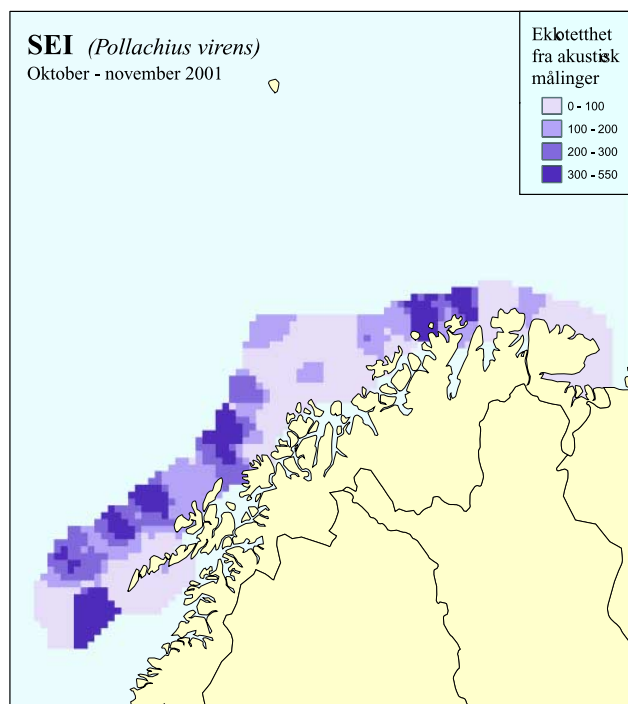 SEI (Pollachius virens)
Oktober - november 2001
Ekkotetthet
fra akustisk
målinger
0 - 100
100 - 200
200 - 300
300 - 550